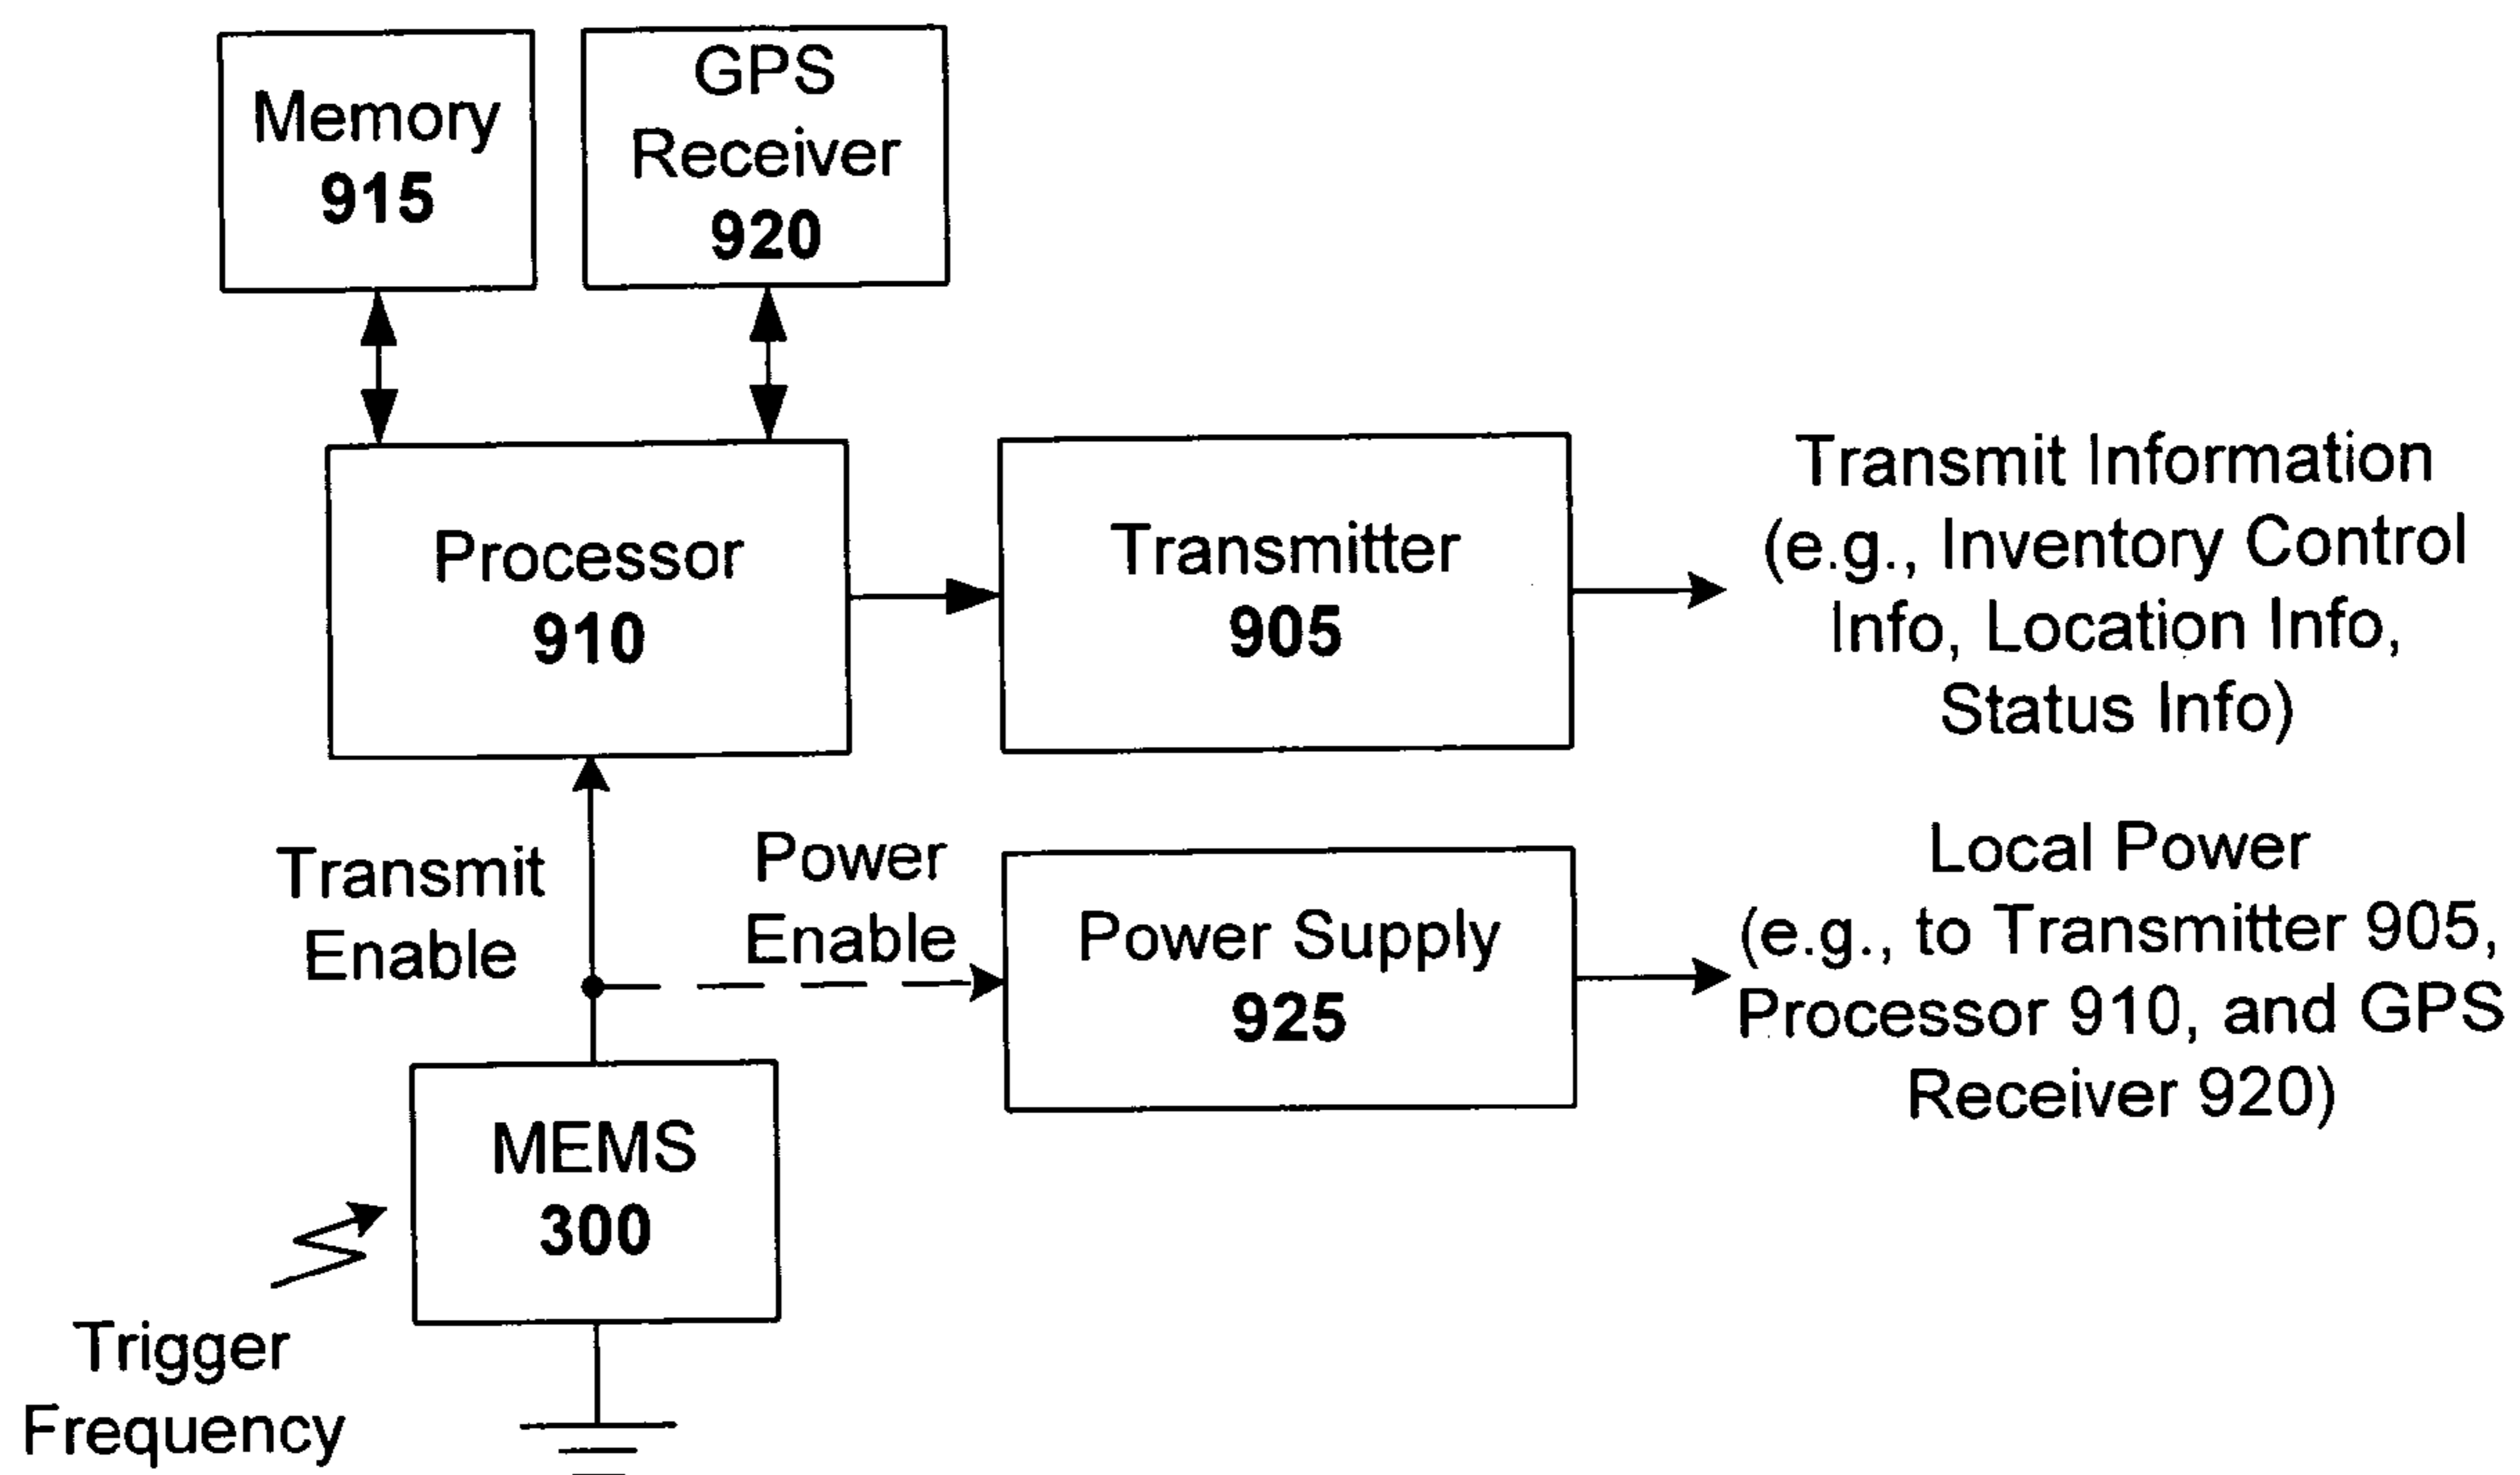 Memory
915
GPS
Receiver
920
Processor
910
Transmitter
905
Transmit Information
(e.g., Inventory Control
Info, Location Info,
Status Info)
Transmit
Enable
Power
Enable
Power Supply
925
Local Power
(e.g., to Transmitter 905,
Processor 910, and GPS
Receiver 920)
MEMS
300
Trigger
Frequency